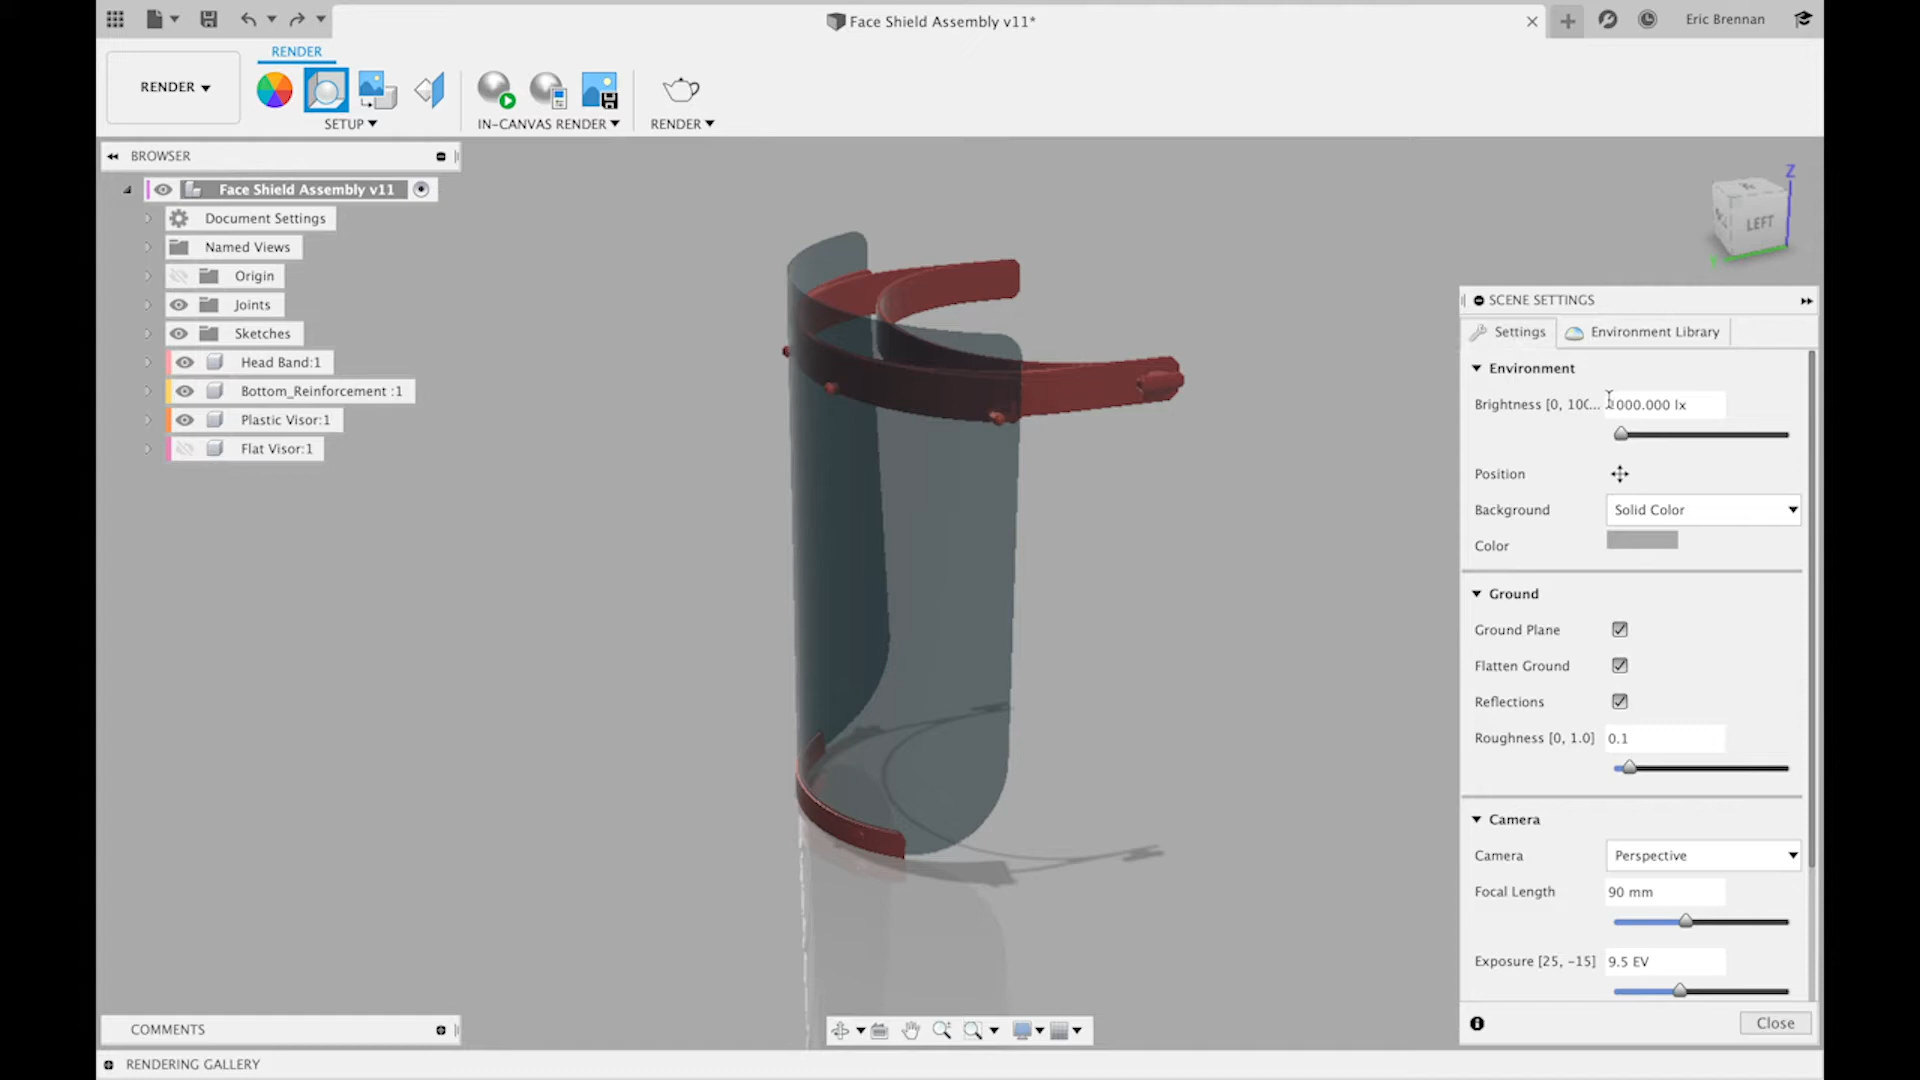 Face Shield Assembly v11*
Eric Brennan
RENDER
RENDER
SETUP
IN-CANVAS RENDER
RENDER
BROWSER
Face Shield Assembly v11
Document Settings
Named Views
Origin
Joints
Sketches
Head Band:1
Bottom_Reinforcement :1
Plastic Visor:1
Flat Visor:1
Z
LEFT
Y
SCENE SETTINGS
Settings
Environment Library
Environment
Brightness [0, 100... 1000.000 lx
Position
Background Solid Color
Color
Ground
Ground Plane
Flatten Ground
Reflections
Roughness [0, 1.0] 0.1
Camera
Camera Perspective
Focal Length 90 mm
Exposure [25, -15] 9.5 EV
Close
COMMENTS
RENDERING GALLERY